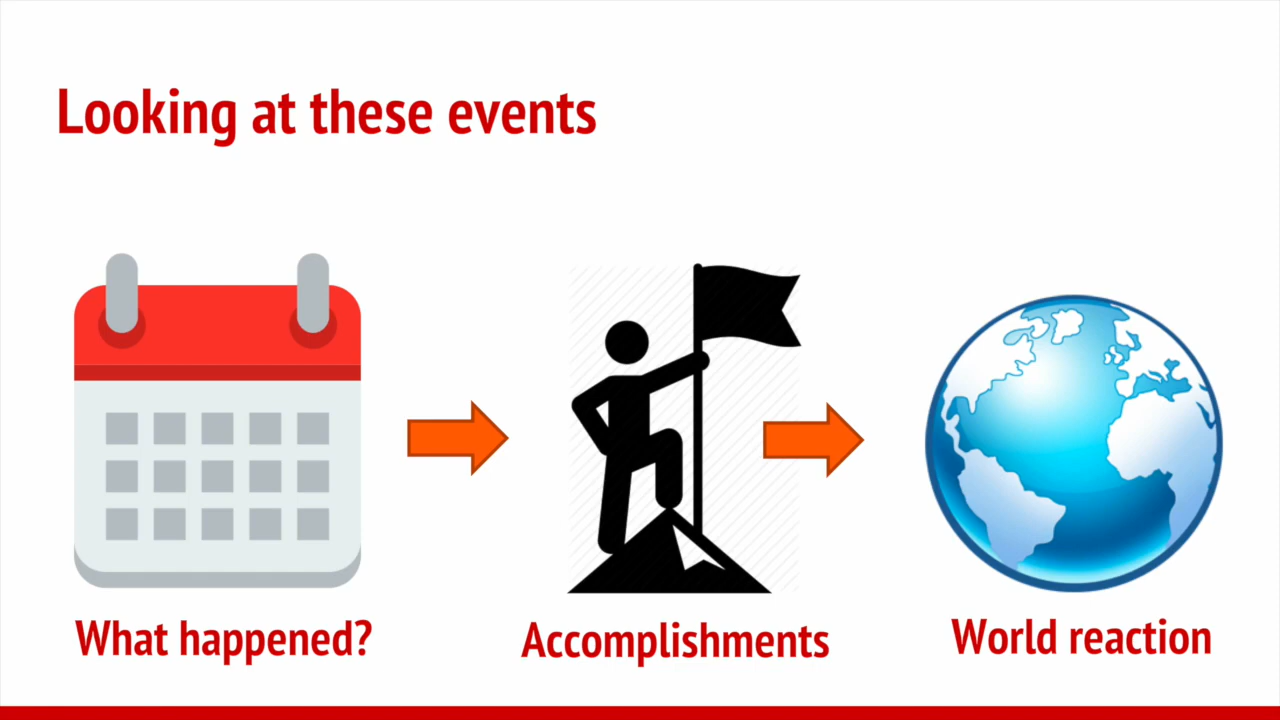 Looking at these events
What happened?
Accomplishments
World reaction